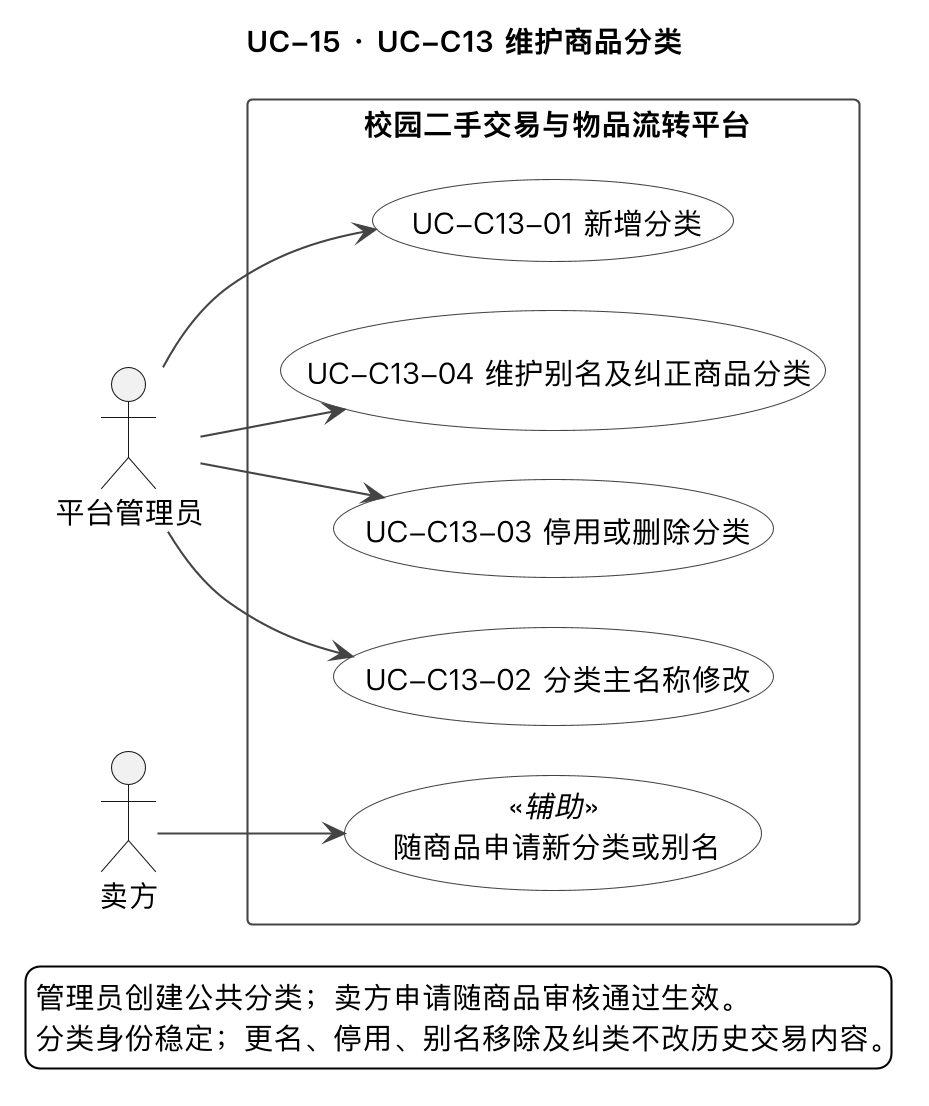 UC-15 · UC-C13 维护商品分类
校园二手交易与物品流转平台
UC-C13-01 新增分类
UC-C13-04 维护别名及纠正商品分类
平台管理员
UC-C13-03 停用或删除分类
UC-C13-02 分类主名称修改
«辅助»
随商品申请新分类或别名
卖方
管理员创建公共分类；卖方申请随商品审核通过生效。
分类身份稳定；更名、停用、别名移除及纠类不改历史交易内容。